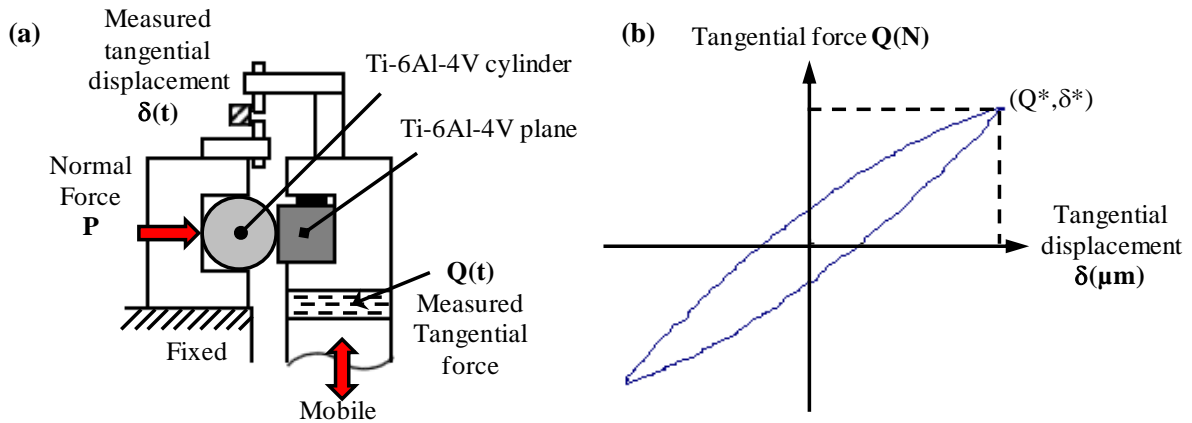 (a)
Measured
tangential
displacement
δ(t)
Ti-6Al-4V cylinder
Ti-6Al-4V plane
Normal
Force
P
Q(t)
Measured
Tangential
force
Fixed
Mobile
(b)
Tangential force Q(N)
(Q*,δ*)
Tangential
displacement
δ(µm)